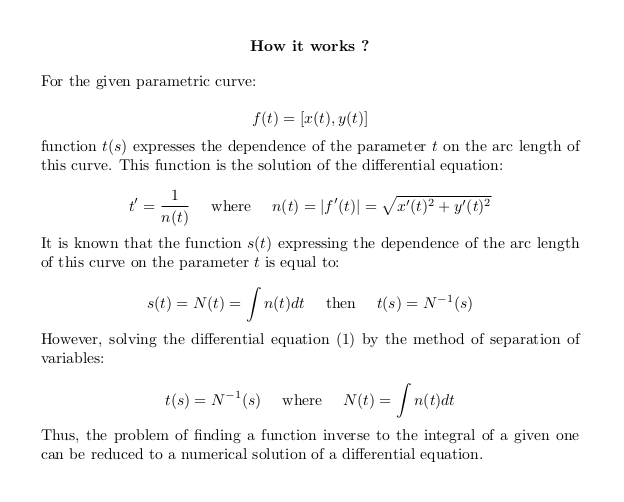 How it works ?
For the given parametric curve:
f(t) = [x(t), y(t)]
function t(s) expresses the dependence of the parameter t on the arc length of
this curve. This function is the solution of the differential equation:
t′ = 1/n(t) where n(t) = |f′(t)| = √(x′(t)² + y′(t)²)
It is known that the function s(t) expressing the dependence of the arc length
of this curve on the parameter t is equal to:
s(t) = N(t) = ∫ n(t)dt then t(s) = N⁻¹(s)
However, solving the differential equation (1) by the method of separation of
variables:
t(s) = N⁻¹(s) where N(t) = ∫ n(t)dt
Thus, the problem of finding a function inverse to the integral of a given one
can be reduced to a numerical solution of a differential equation.